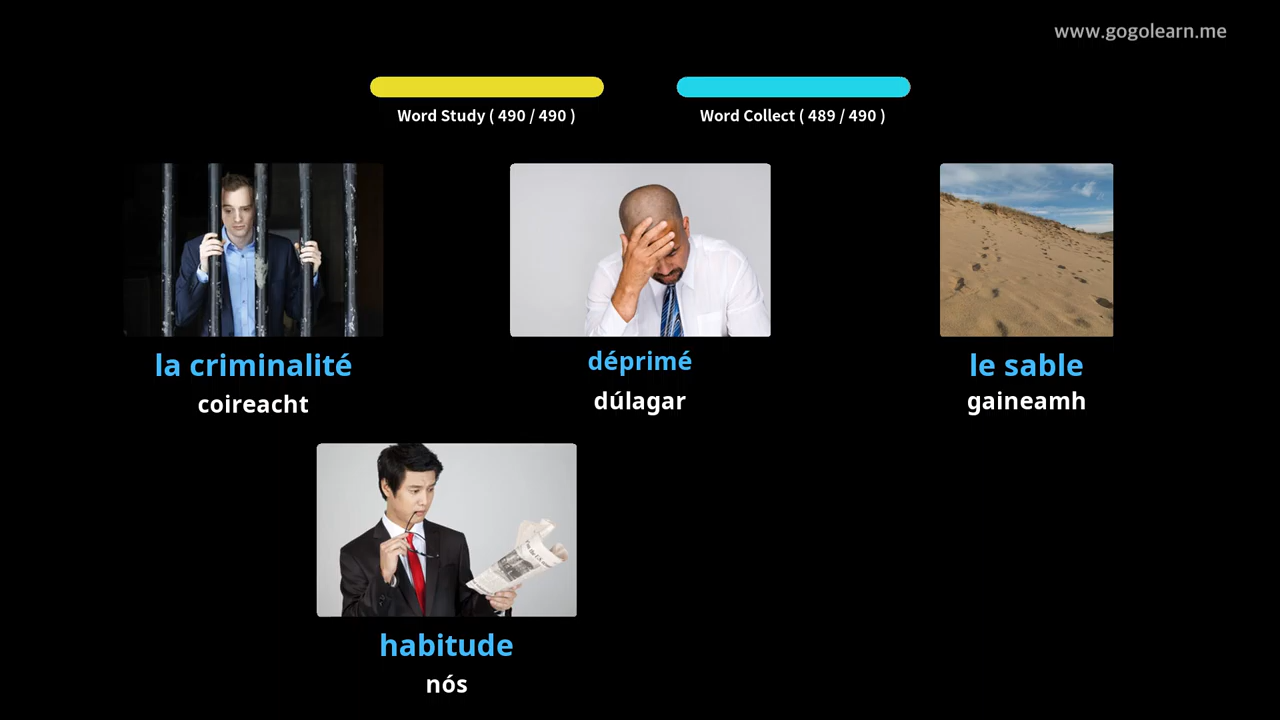 www.gogolearn.me
Word Study ( 490 / 490 )
Word Collect ( 489 / 490 )
la criminalité
coireacht
déprimé
dúlagar
le sable
gaineamh
habitude
nós